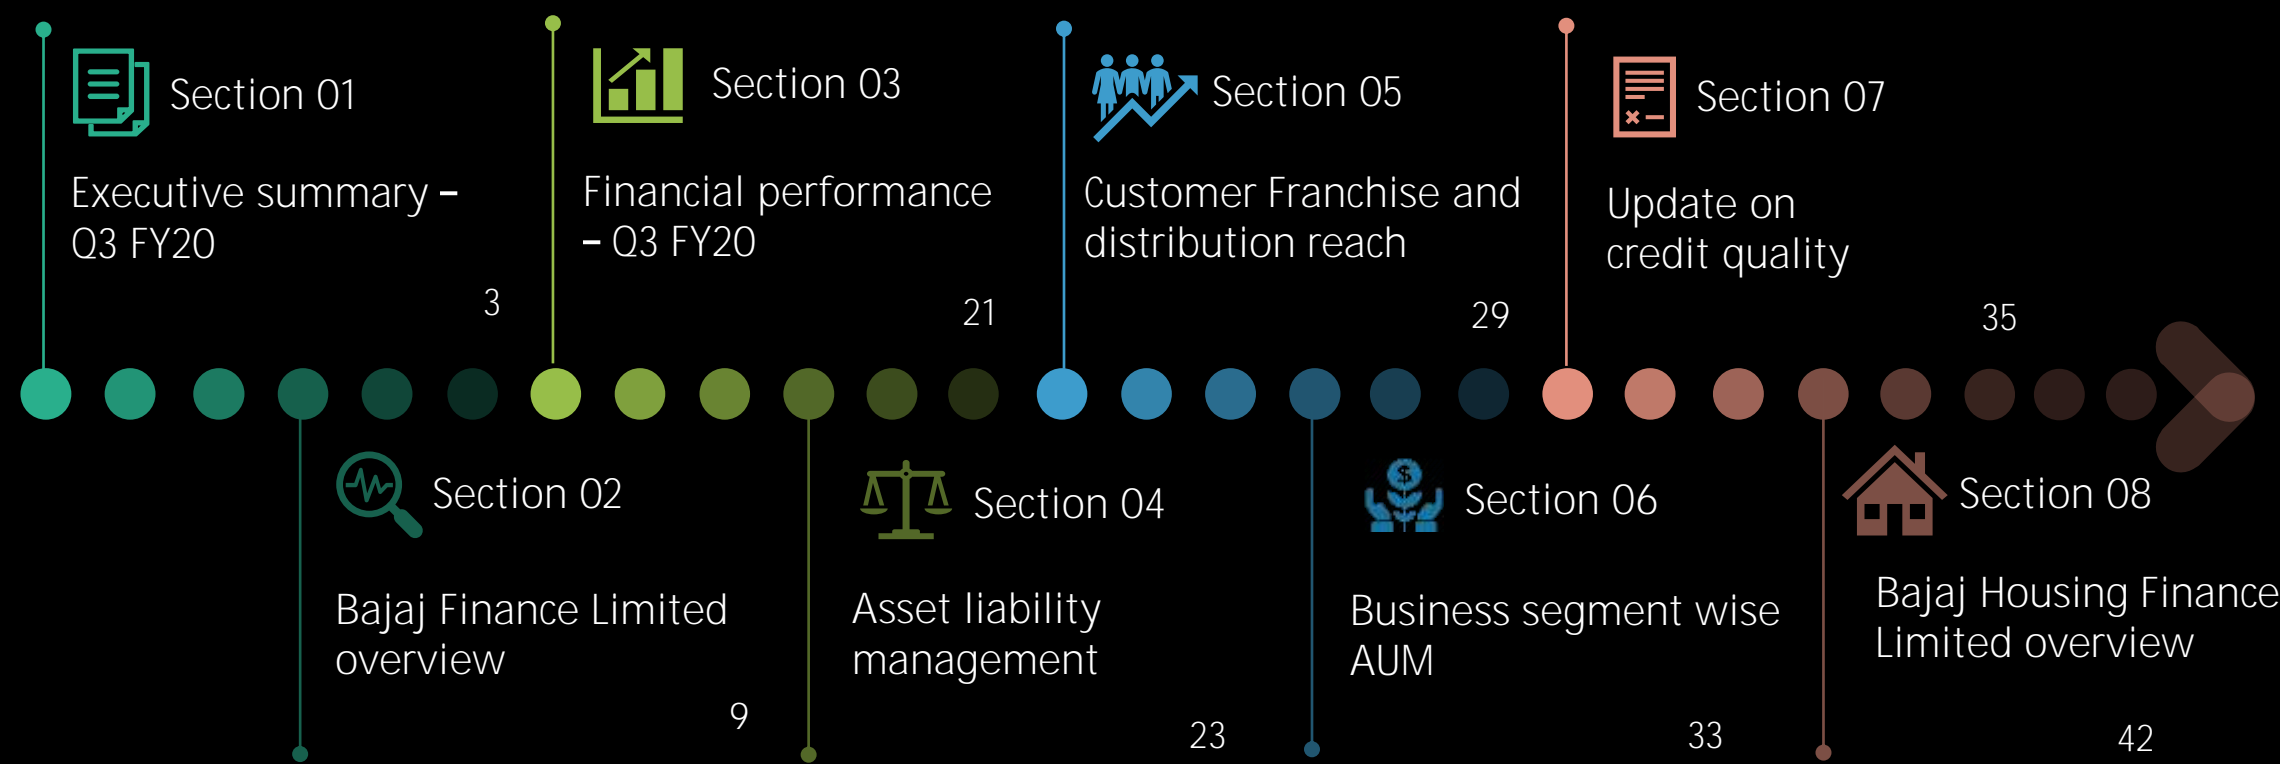 Section 01
Executive summary –
Q3 FY20
3
Section 02
Bajaj Finance Limited
overview
9
Section 03
Financial performance
– Q3 FY20
21
Section 04
Asset liability
management
23
Section 05
Customer Franchise and
distribution reach
29
Section 06
Business segment wise
AUM
33
Section 07
Update on
credit quality
35
Section 08
Bajaj Housing Finance
Limited overview
42